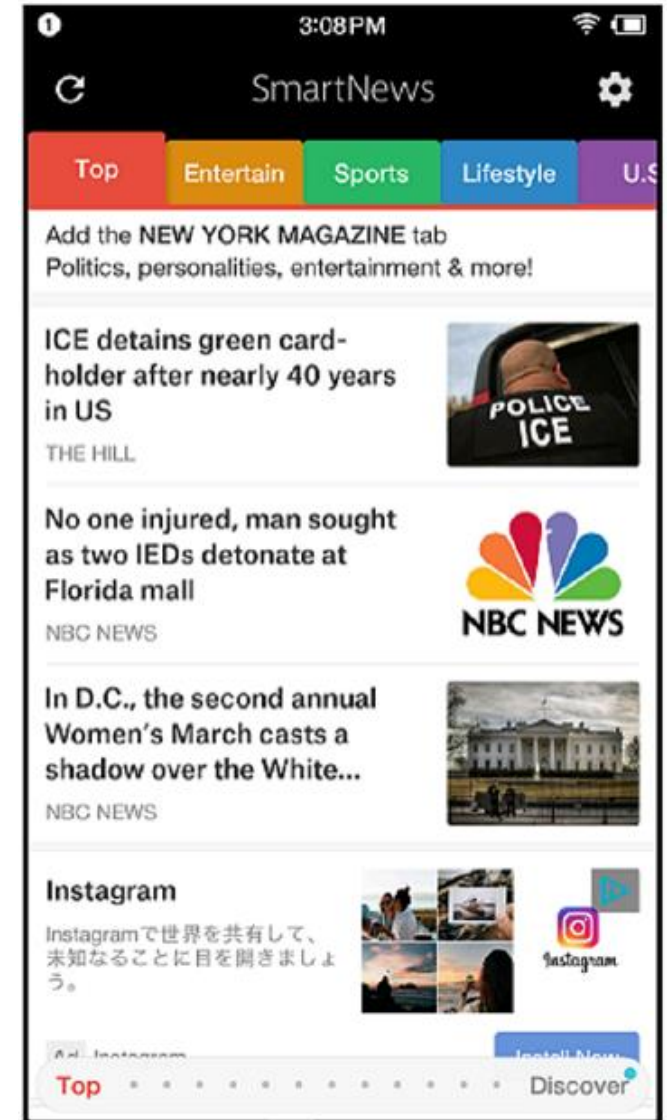 1
3:08PM
SmartNews
Top
Entertain
Sports
Lifestyle
U.S
Add the NEW YORK MAGAZINE tab
Politics, personalities, entertainment & more!
ICE detains green card-
holder after nearly 40 years
in US
THE HILL
POLICE
ICE
No one injured, man sought
as two IEDs detonate at
Florida mall
NBC NEWS
NBC NEWS
In D.C., the second annual
Women's March casts a
shadow over the White...
NBC NEWS
Instagram
Instagramで世界を共有して、
未知なることに目を開きましょ
う。
Instagram
Ad Instagram
Install Now
Top
Discover